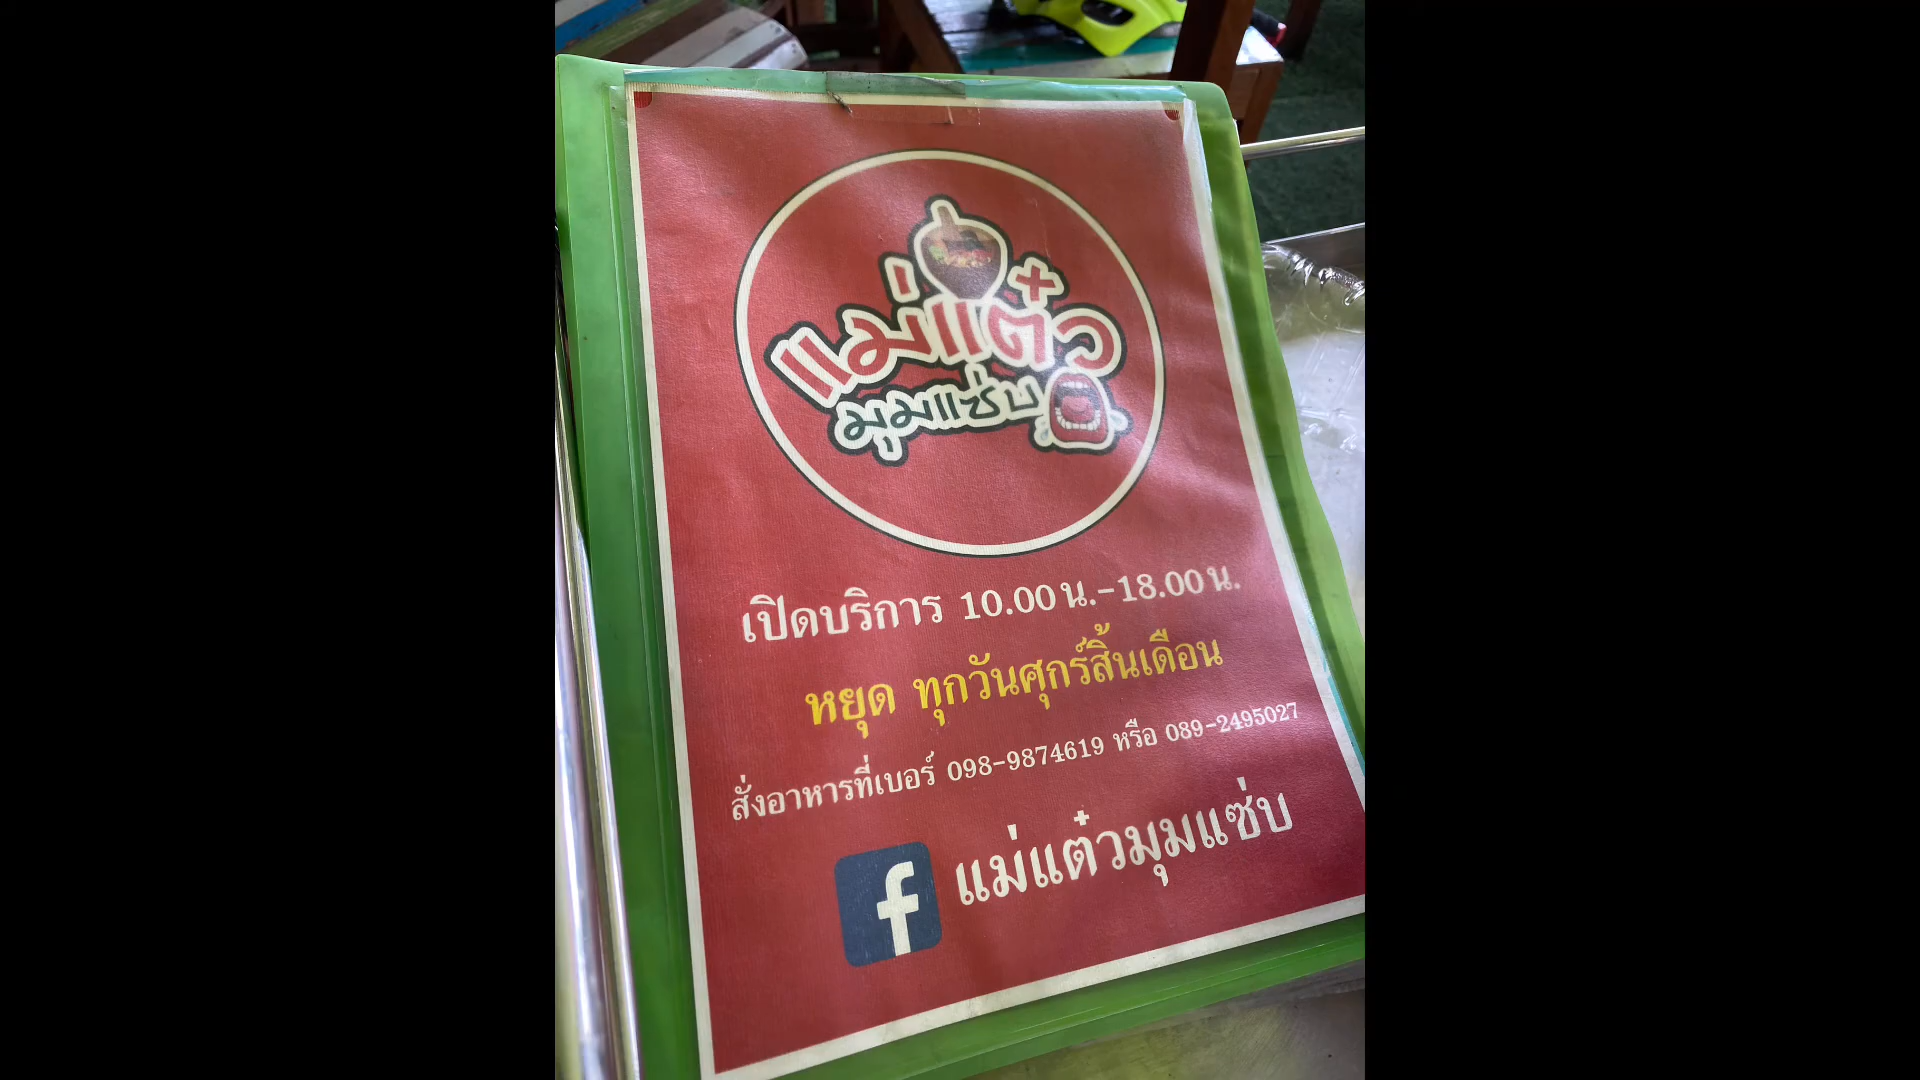 แม่แต๋ว
มุมแซ่บ
เปิดบริการ 10.00 น.-18.00 น.
หยุด ทุกวันศุกร์สิ้นเดือน
สั่งอาหารที่เบอร์ 098-9874619 หรือ 089-2495027
f แม่แต๋วมุมแซ่บ